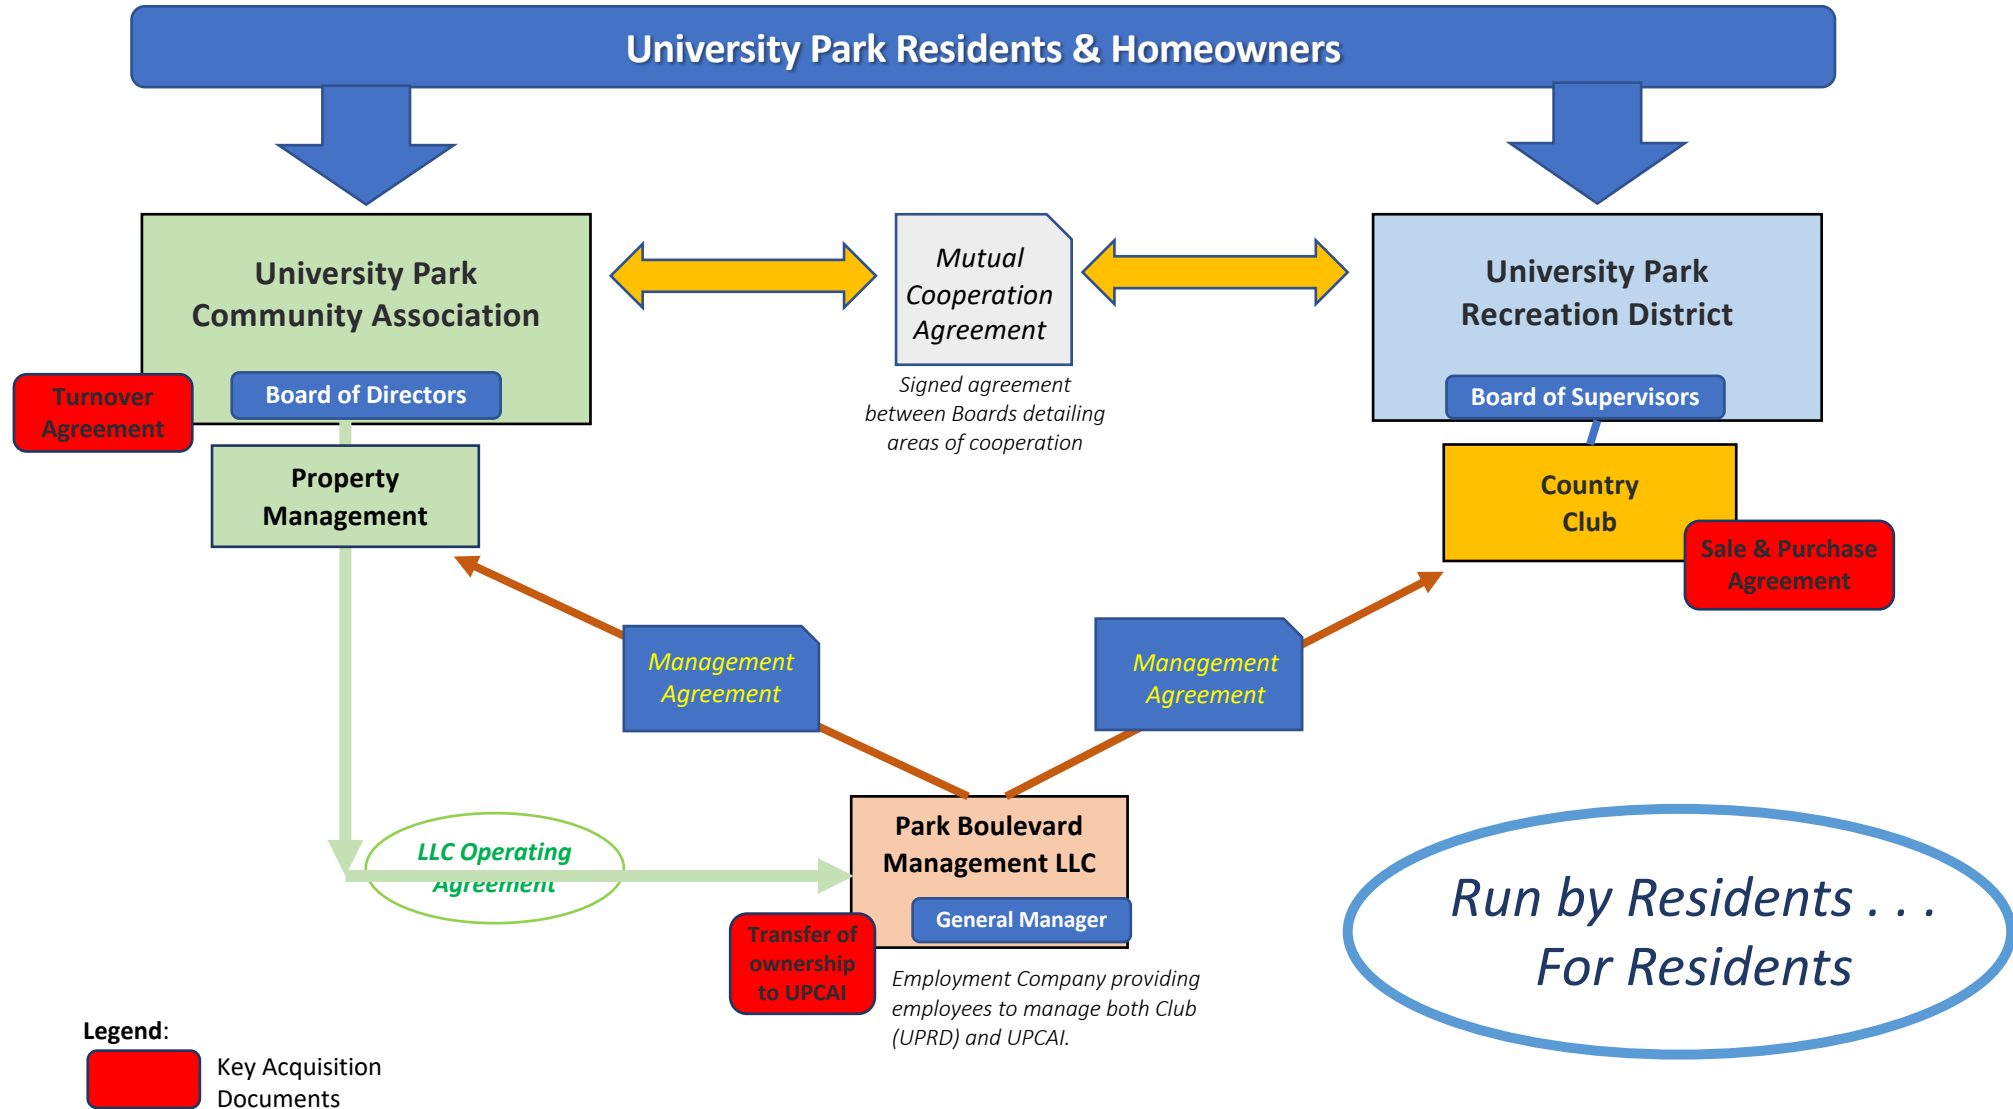 University Park Residents & Homeowners
University Park
Community Association
Board of Directors
Turnover
Agreement
Property
Management
Mutual
Cooperation
Agreement
Signed agreement
between Boards detailing
areas of cooperation
University Park
Recreation District
Board of Supervisors
Country
Club
Sale & Purchase
Agreement
Management
Agreement
Management
Agreement
LLC Operating
Agreement
Park Boulevard
Management LLC
General Manager
Transfer of
ownership
to UPCAI
Employment Company providing
employees to manage both Club
(UPRD) and UPCAI.
Run by Residents . . .
For Residents
Legend:
Key Acquisition
Documents